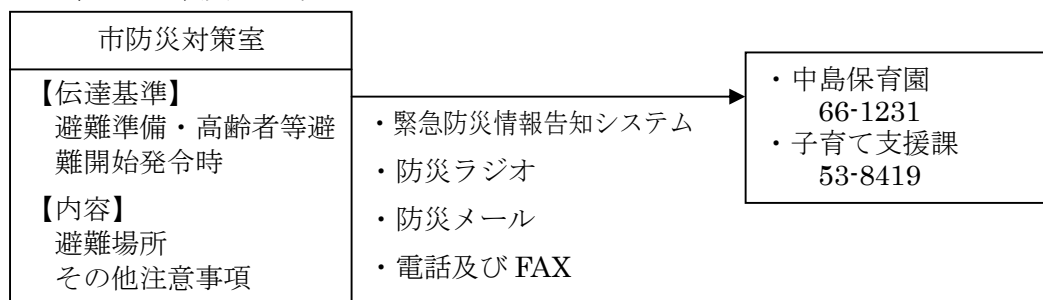 市防災対策室
【伝達基準】
避難準備・高齢者等避
難開始発令時
【内容】
避難場所
その他注意事項
・緊急防災情報告知システム
・防災ラジオ
・防災メール
・電話及び FAX
・中島保育園
66-1231
・子育て支援課
53-8419